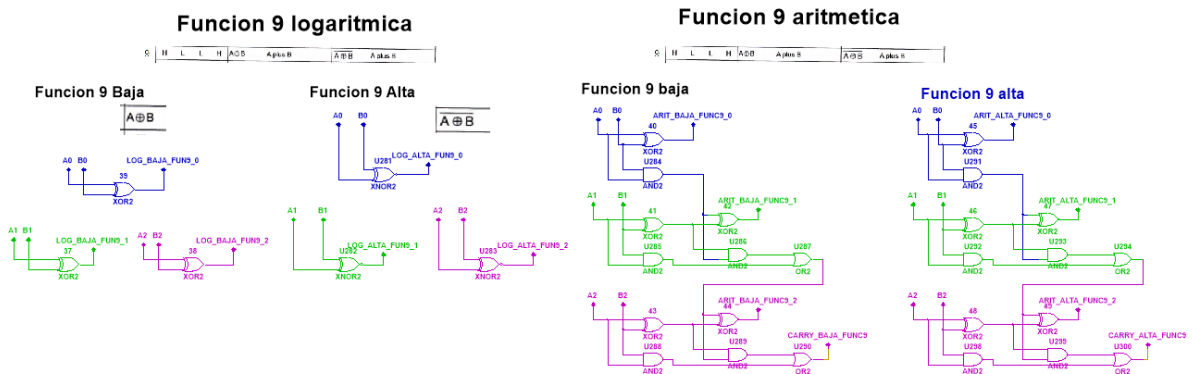 Funcion 9 logaritmica
9 H L L H A⊕B A plus B A⊕B A plus B
Funcion 9 Baja
A⊕B
A0 B0 LOG_BAJA_FUN9_0
39
XOR2
A1 B1 LOG_BAJA_FUN9_1
37
XOR2
A2 B2 LOG_BAJA_FUN9_2
38
XOR2
Funcion 9 Alta
A⊕B
A0 B0
U281 LOG_ALTA_FUN9_0
XNOR2
A1 B1
LOG_ALTA_FUN9_1
U282
XNOR2
A2 B2
LOG_ALTA_FUN9_2
U283
XNOR2
Funcion 9 aritmetica
9 H L L H A⊕B A plus B A⊕B A plus B
Funcion 9 baja
A0 B0 ARIT_BAJA_FUNC9_0
40
XOR2
U284
AND2
A1 B1 ARIT_BAJA_FUNC9_1
41 42
XOR2 XOR2
U285 U286 U287
AND2 AND2 OR2
A2 B2 ARIT_BAJA_FUNC9_2
43 44
XOR2 XOR2
U288 U289 U290 CARRY_BAJA_FUNC9
AND2 AND2 OR2
Funcion 9 alta
A0 B0 ARIT_ALTA_FUNC9_0
45
XOR2
U291
AND2
A1 B1 ARIT_ALTA_FUNC9_1
46 47
XOR2 XOR2
U292 U293 U294
AND2 AND2 OR2
A2 B2 ARIT_ALTA_FUNC9_2
48 49
XOR2 XOR2
U298 U299 U300 CARRY_ALTA_FUNC9
AND2 AND2 OR2